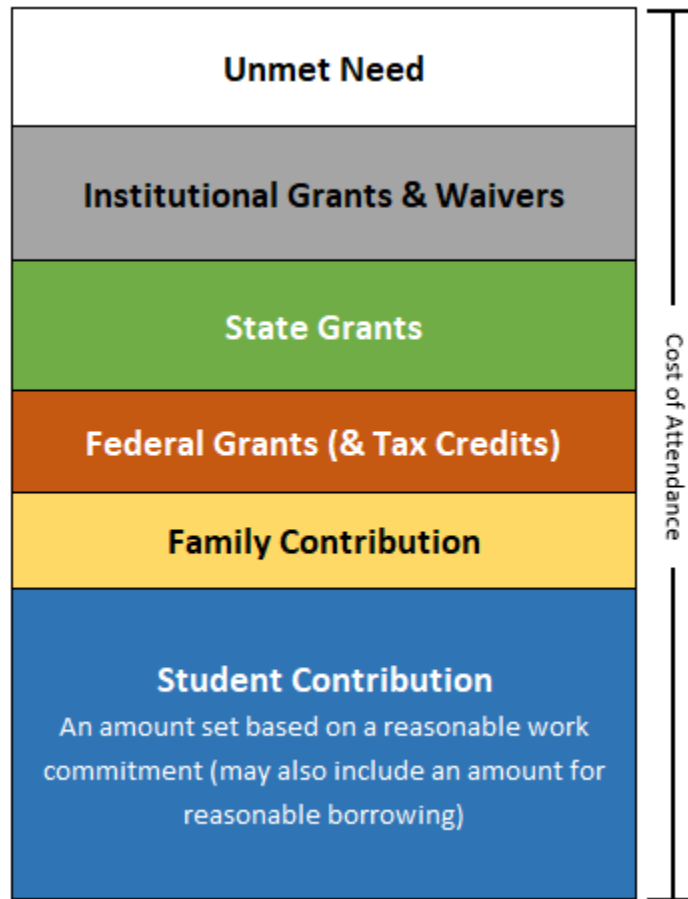 Unmet Need
Institutional Grants & Waivers
State Grants
Federal Grants (& Tax Credits)
Family Contribution
Student Contribution
An amount set based on a reasonable work
commitment (may also include an amount for
reasonable borrowing)
Cost of Attendance